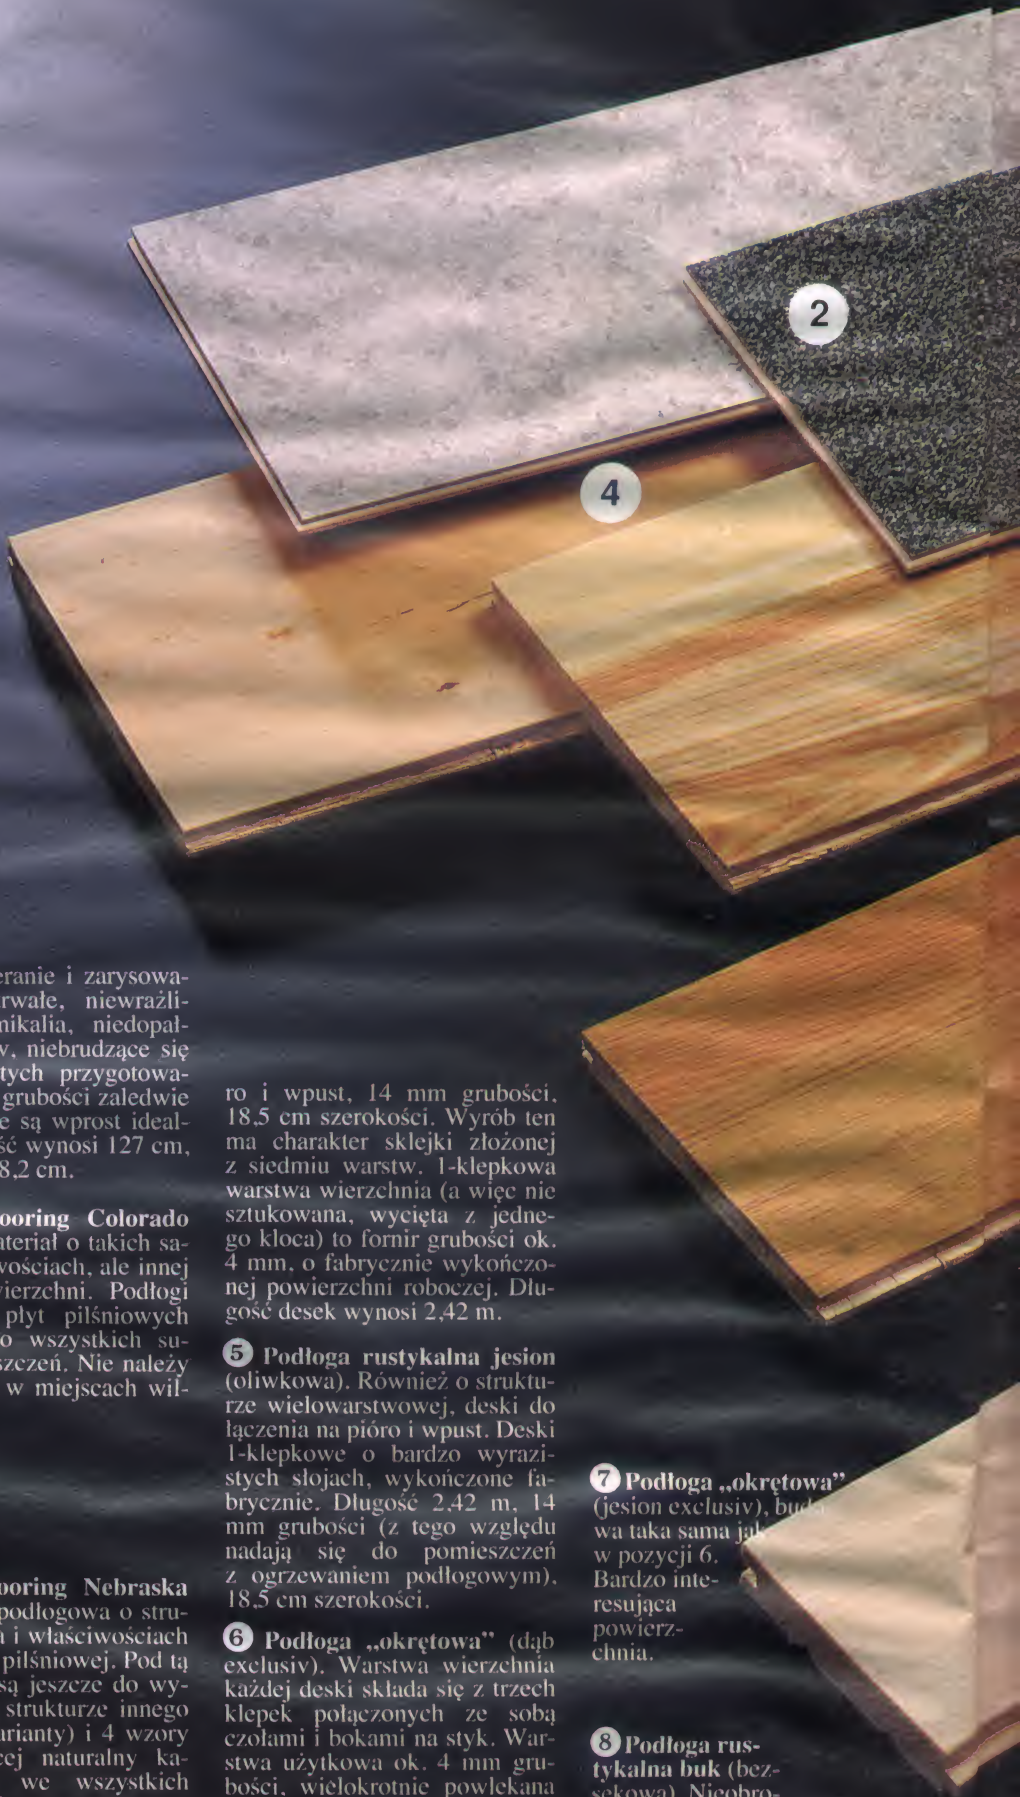 2
4
eranie i zarysowa-
rwałe, niewrażli-
mikalia, niedopał-
w, niebrudzące się
tych przygotowa-
grubości zaledwie
e są wprost ideal-
ść wynosi 127 cm,
8,2 cm.
ooring Colorado
ateriał o takich sa-
wościach, ale innej
wierzchni. Podłogi
płyt pilśniowych
o wszystkich su-
szczeń. Nie należy
w miejscach wil-
ooring Nebraska
podłogowa o stru-
a i właściwościach
pilśniowej. Pod tą
są jeszcze do wy-
strukturze innego
arianty) i 4 wzory
cej naturalny ka-
we wszystkich
ro i wpust, 14 mm grubości,
18,5 cm szerokości. Wyrób ten
ma charakter sklejki złożonej
z siedmiu warstw. 1-klepkowa
warstwa wierzchnia (a więc nie
sztukowana, wycięta z jedne-
go kloca) to fornir grubości ok.
4 mm, o fabrycznie wykończo-
nej powierzchni roboczej. Dłu-
gość desek wynosi 2,42 m.
5 Podłoga rustykalna jesion
(oliwkowa). Również o struktu-
rze wielowarstwowej, deski do
łączenia na pióro i wpust. Deski
1-klepkowe o bardzo wyrazi-
stych słojach, wykończone fa-
brycznie. Długość 2,42 m, 14
mm grubości (z tego względu
nadają się do pomieszczeń
z ogrzewaniem podłogowym),
18,5 cm szerokości.
6 Podłoga „okrętowa” (dąb
exclusiv). Warstwa wierzchnia
każdej deski składa się z trzech
klepek połączonych ze sobą
czołami i bokami na styk. War-
stwa użytkowa ok. 4 mm gru-
bości, wielokrotnie powlekana
7 Podłoga „okrętowa”
(jesion exclusiv), budo
wa taka sama jak
w pozycji 6.
Bardzo inte-
resująca
powierz-
chnia.
8 Podłoga rus-
tykalna buk (bez-
sękowa). Nieobro-